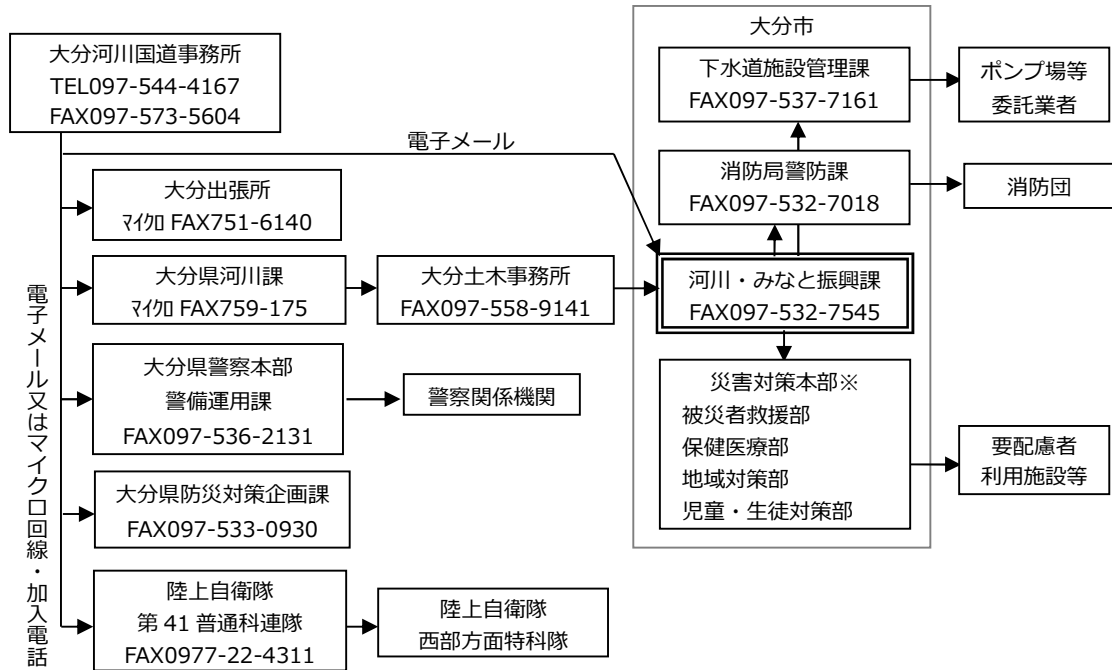 大分河川国道事務所
TEL097-544-4167
FAX097-573-5604
電子メール又はマイクロ回線・加入電話
電子メール
大分出張所
ﾏｲｸﾛ FAX751-6140
大分県河川課
ﾏｲｸﾛ FAX759-175
大分土木事務所
FAX097-558-9141
大分県警察本部
警備運用課
FAX097-536-2131
警察関係機関
大分県防災対策企画課
FAX097-533-0930
陸上自衛隊
第 41 普通科連隊
FAX0977-22-4311
陸上自衛隊
西部方面特科隊
大分市
下水道施設管理課
FAX097-537-7161
ポンプ場等
委託業者
消防局警防課
FAX097-532-7018
消防団
河川・みなと振興課
FAX097-532-7545
災害対策本部※
被災者救援部
保健医療部
地域対策部
児童・生徒対策部
要配慮者
利用施設等